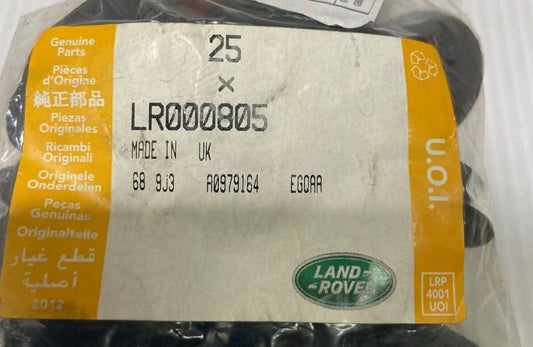 Genuine
Parts
Pièces
d'Origine
純正部品
Piezas
Originales
Ricambi
Originali
Originele
Onderdelen
Peças
Genuinas
Originalteile
قطع غيار
أصلية
2012
25
x
LR000805
MADE IN UK
68 9J3 A0979164 EGQAA
LAND-
-ROVER
U.O.I.
LRP
4001
UOI